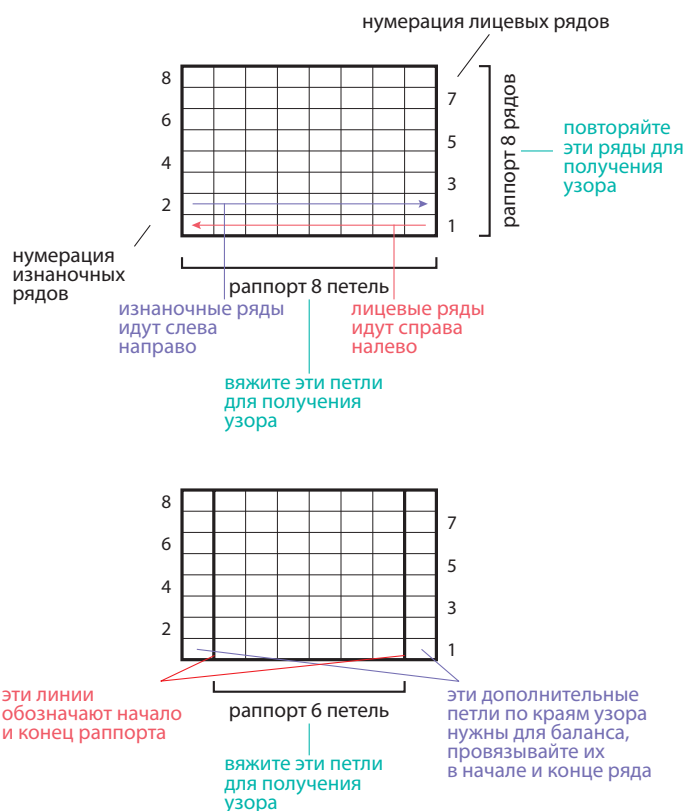 нумерация лицевых рядов
8
7
6
5
4
3
2
1
раппорт 8 рядов
повторяйте
эти ряды для
получения
узора
нумерация
изнаночных
рядов
раппорт 8 петель
изнаночные ряды
идут слева
направо
лицевые ряды
идут справа
налево
вяжите эти петли
для получения
узора
8
7
6
5
4
3
2
1
эти линии
обозначают начало
и конец раппорта
раппорт 6 петель
эти дополнительные
петли по краям узора
нужны для баланса,
провязывайте их
в начале и конце ряда
вяжите эти петли
для получения
узора